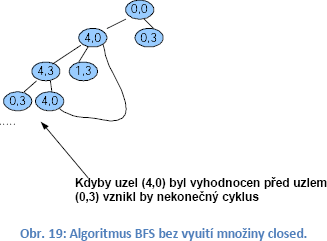 0,0
4,0
0,3
4,3
1,3
0,3
4,0
.....
Kdyby uzel (4,0) byl vyhodnocen před uzlem
(0,3) vznikl by nekonečný cyklus
Obr. 19: Algoritmus BFS bez vyuití množiny closed.